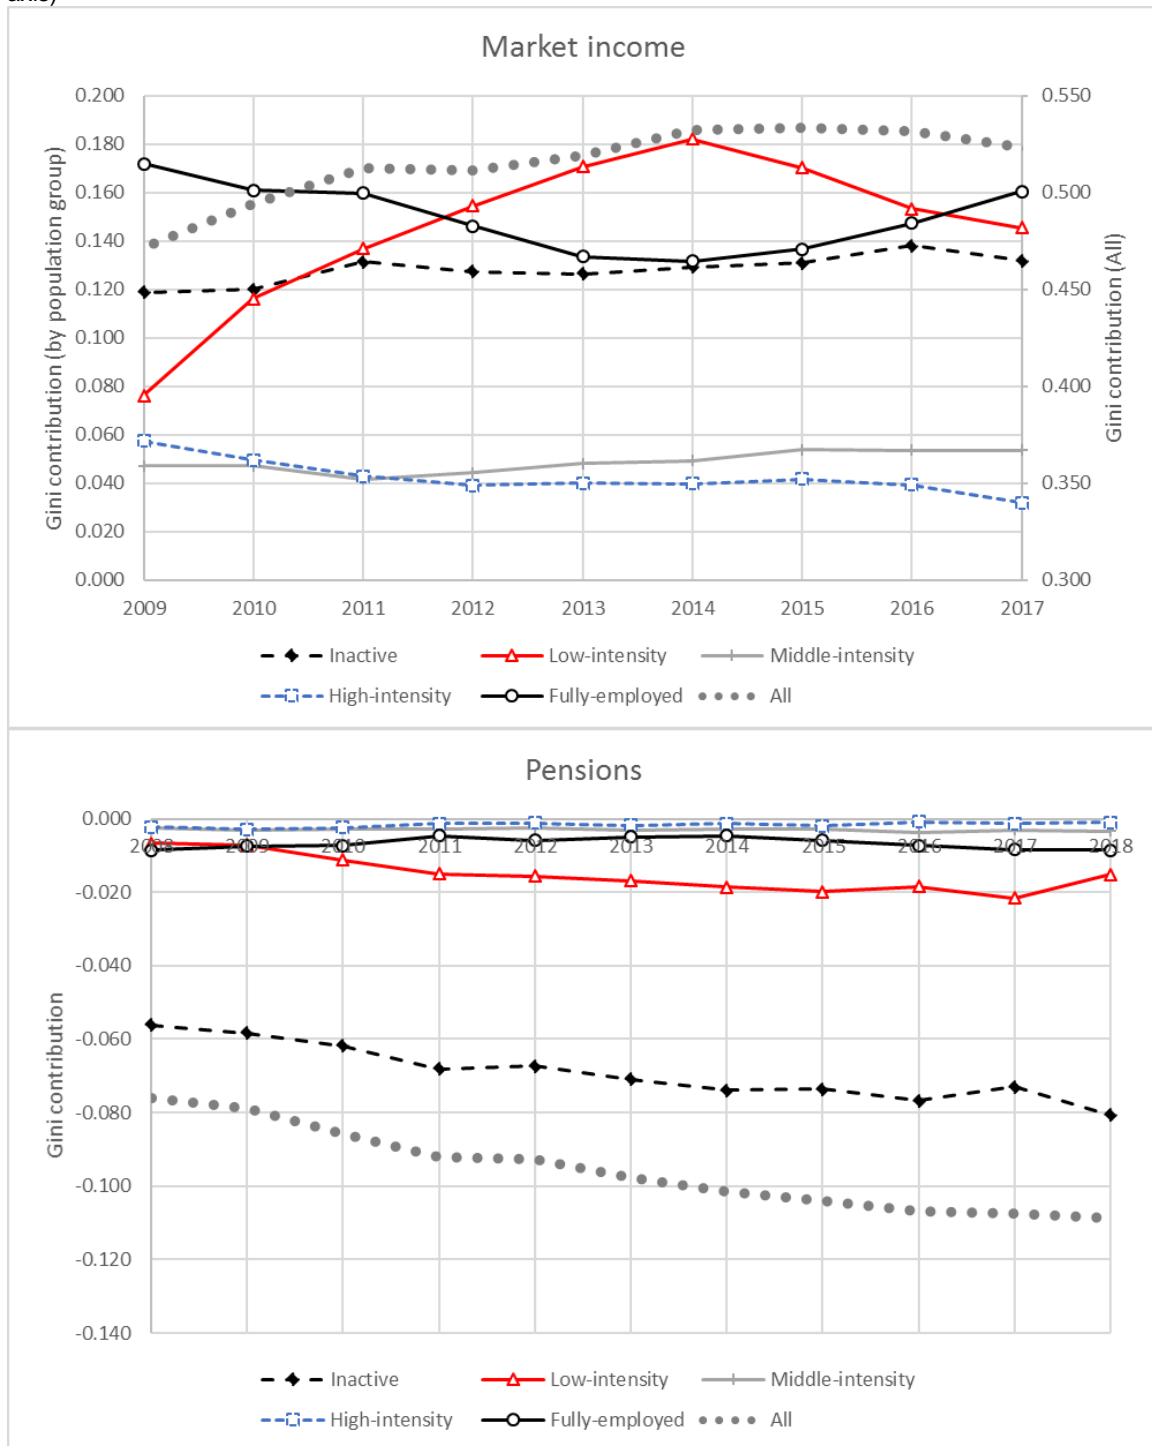 axis)
Market income
Gini contribution (by population group)
0.200
0.180
0.160
0.140
0.120
0.100
0.080
0.060
0.040
0.020
0.000
0.550
0.500
0.450
0.400
0.350
0.300
Gini contribution (All)
2009 2010 2011 2012 2013 2014 2015 2016 2017
Inactive Low-intensity Middle-intensity
High-intensity Fully-employed All
Pensions
Gini contribution
0.000
-0.020
-0.040
-0.060
-0.080
-0.100
-0.120
-0.140
2008 2009 2010 2011 2012 2013 2014 2015 2016 2017 2018
Inactive Low-intensity Middle-intensity
High-intensity Fully-employed All